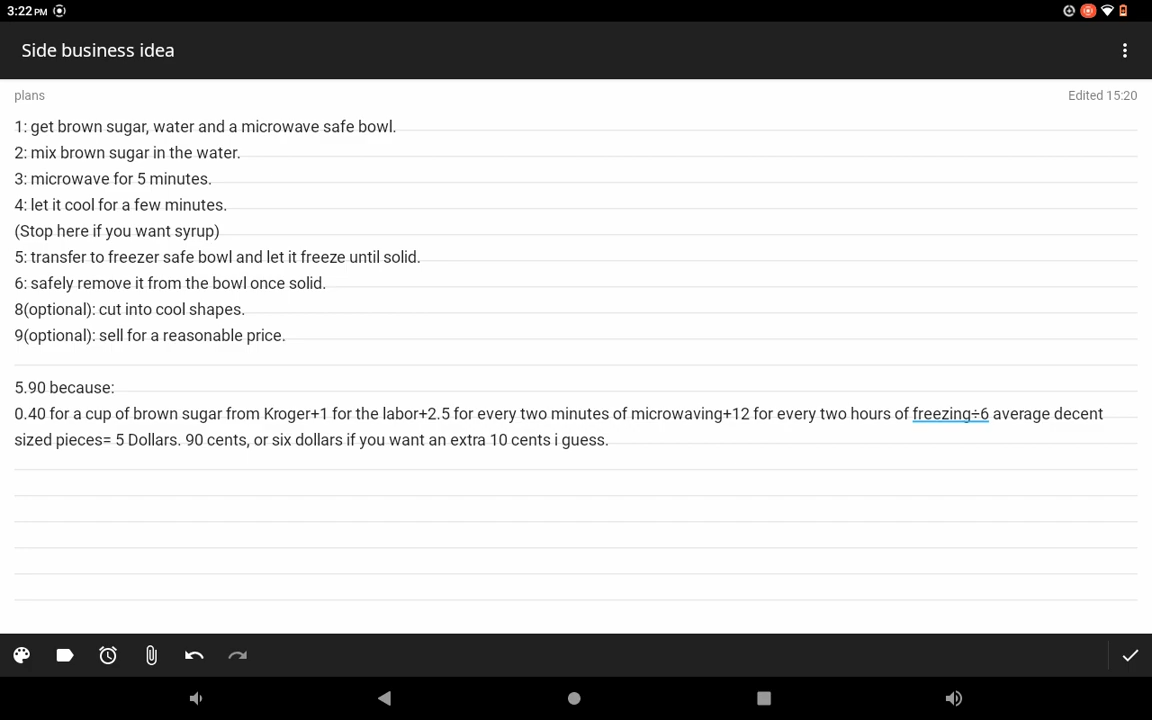 3:22 PM
Side business idea
plans
Edited 15:20
1: get brown sugar, water and a microwave safe bowl.
2: mix brown sugar in the water.
3: microwave for 5 minutes.
4: let it cool for a few minutes.
(Stop here if you want syrup)
5: transfer to freezer safe bowl and let it freeze until solid.
6: safely remove it from the bowl once solid.
8(optional): cut into cool shapes.
9(optional): sell for a reasonable price.
5.90 because:
0.40 for a cup of brown sugar from Kroger+1 for the labor+2.5 for every two minutes of microwaving+12 for every two hours of freezing÷6 average decent
sized pieces= 5 Dollars. 90 cents, or six dollars if you want an extra 10 cents i guess.